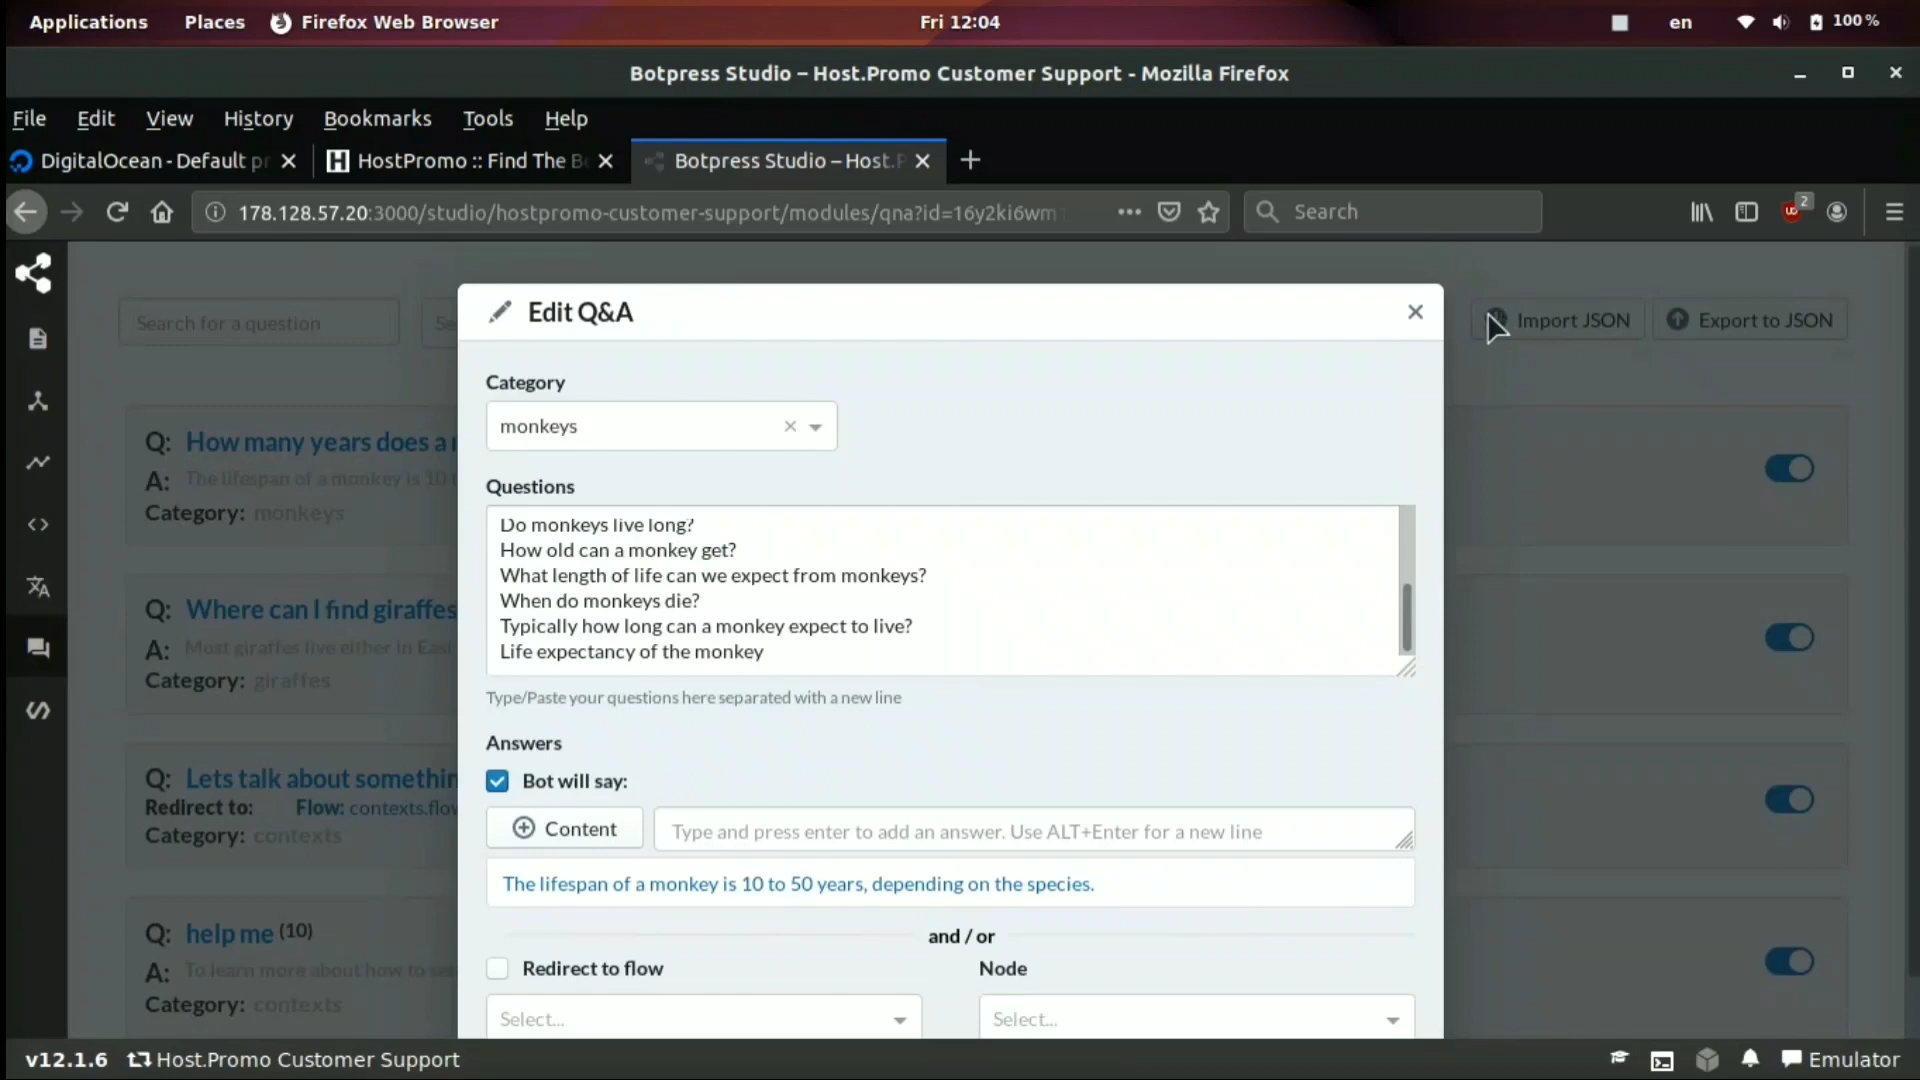 Applications Places Firefox Web Browser Fri 12:04 en 100 %
Botpress Studio – Host.Promo Customer Support - Mozilla Firefox
File Edit View History Bookmarks Tools Help
DigitalOcean - Default HostPromo :: Find The Botpress Studio – Host.
178.128.57.20:3000/studio/hostpromo-customer-support/modules/qna?id=16y2ki6wm Search 2
Search for a question
Edit Q&A
Import JSON Export to JSON
Category
monkeys
Q: How many years does a
A: The lifespan of a monkey is 10
Category: monkeys
Questions
Do monkeys live long?
How old can a monkey get?
What length of life can we expect from monkeys?
When do monkeys die?
Typically how long can a monkey expect to live?
Life expectancy of the monkey
Type/Paste your questions here separated with a new line
Q: Where can I find giraffes
A: Most giraffes live either in East
Category: giraffes
Answers
Bot will say:
Content Type and press enter to add an answer. Use ALT+Enter for a new line
The lifespan of a monkey is 10 to 50 years, depending on the species.
Q: Lets talk about
Redirect to: Flow:
Category: contexts
and / or
Redirect to flow Node
Select... Select...
Q: help me (10)
A: To learn more about how to
Category: contexts
v12.1.6 Host.Promo Customer Support Emulator